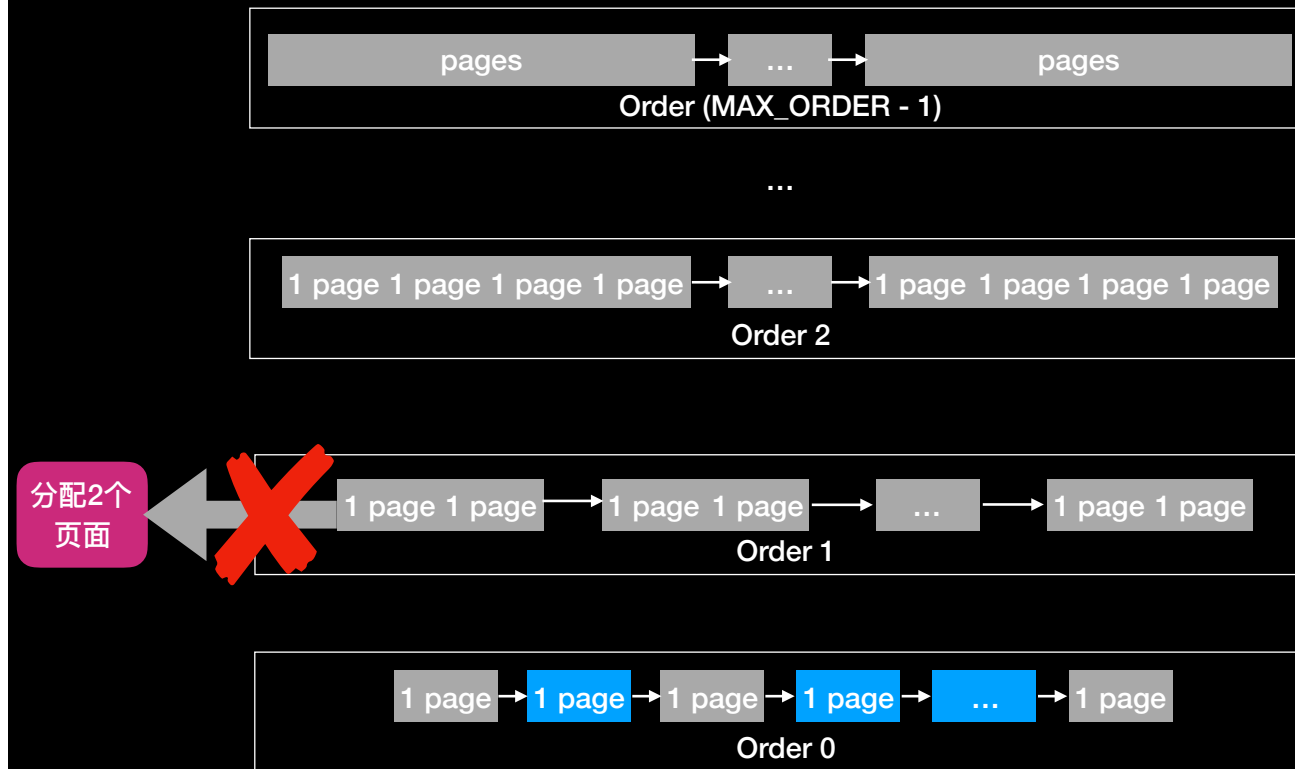 pages … pages
Order (MAX_ORDER - 1)
…
1 page 1 page 1 page 1 page … 1 page 1 page 1 page 1 page
Order 2
分配2个
页面
1 page 1 page 1 page 1 page … 1 page 1 page
Order 1
1 page 1 page 1 page 1 page … 1 page
Order 0